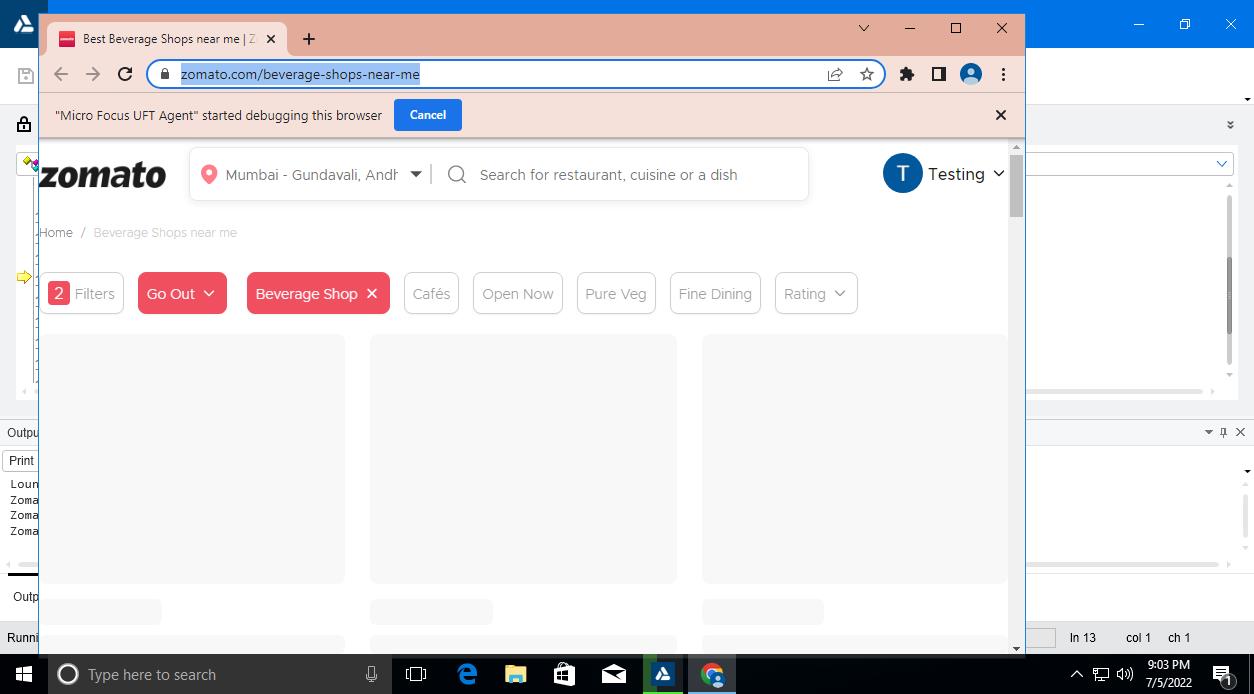 Best Beverage Shops near me | Z
zomato.com/beverage-shops-near-me
"Micro Focus UFT Agent" started debugging this browser
Cancel
zomato
Mumbai - Gundavali, Andh
Search for restaurant, cuisine or a dish
T
Testing
Home / Beverage Shops near me
2 Filters
Go Out
Beverage Shop
Cafés
Open Now
Pure Veg
Fine Dining
Rating
Outpu
Print
Loun
Zoma
Zoma
Zoma
Outp
Runni
ln 13
col 1
ch 1
Type here to search
9:03 PM
7/5/2022
1